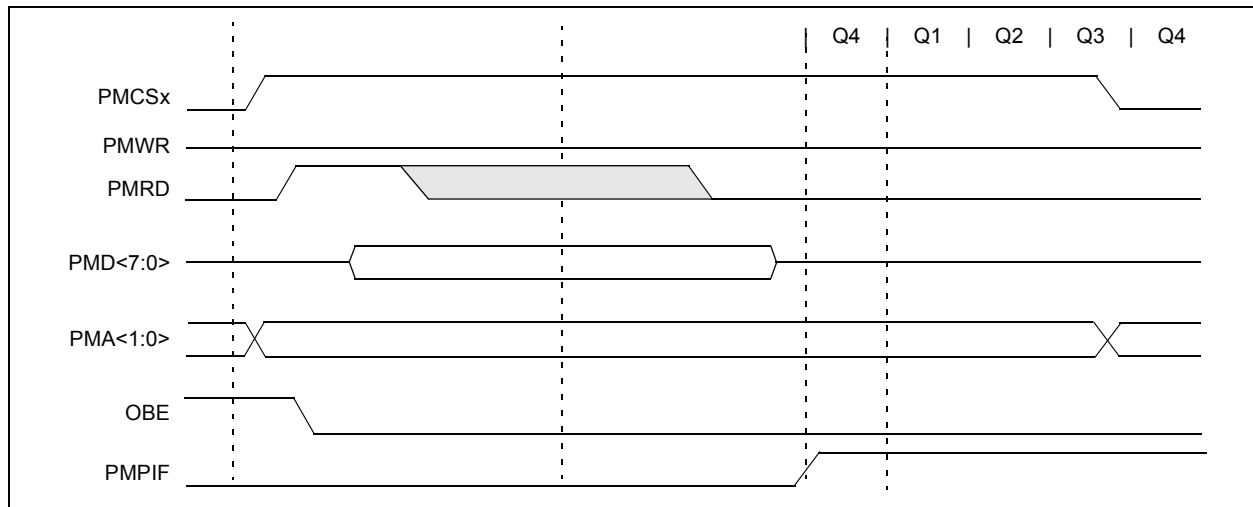 | Q4 | Q1 | Q2 | Q3 | Q4
PMCSx
PMWR
PMRD
PMD<7:0>
PMA<1:0>
OBE
PMPIF